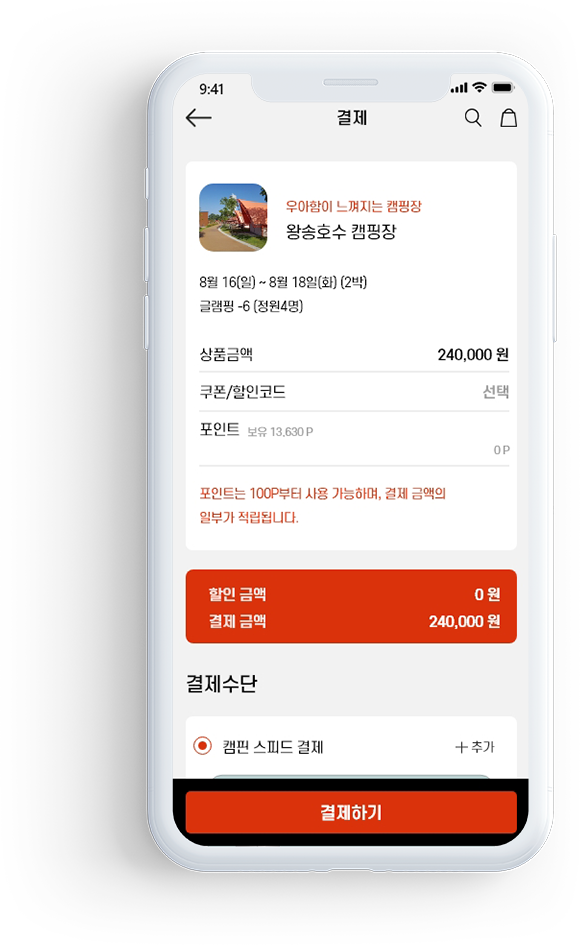 9:41
결제
우아함이 느껴지는 캠핑장
왕송호수 캠핑장
8월 16(일) ~ 8월 18일(화) (2박)
글램핑 -6 (정원4명)
상품금액 240,000 원
쿠폰/할인코드 선택
포인트 보유 13,630 P
0 P
포인트는 100P부터 사용 가능하며, 결제 금액의
일부가 적립됩니다.
할인 금액 0 원
결제 금액 240,000 원
결제수단
캠핀 스피드 결제 +추가
결제하기